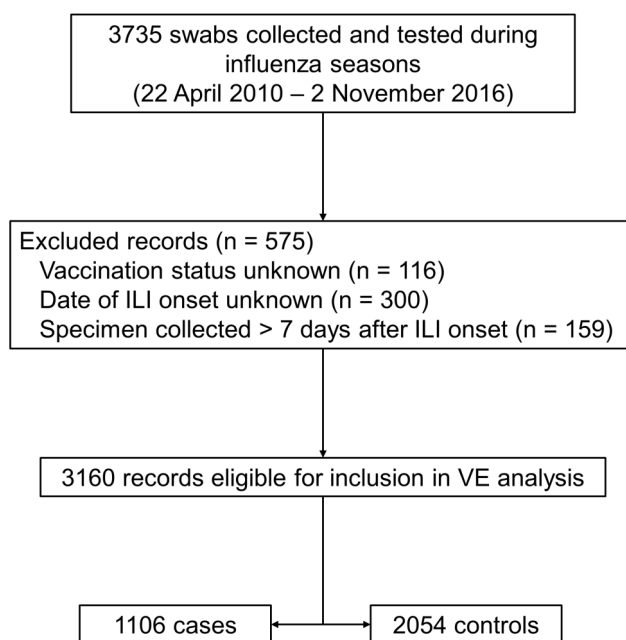 3735 swabs collected and tested during
influenza seasons
(22 April 2010 – 2 November 2016)
Excluded records (n = 575)
Vaccination status unknown (n = 116)
Date of ILI onset unknown (n = 300)
Specimen collected > 7 days after ILI onset (n = 159)
3160 records eligible for inclusion in VE analysis
1106 cases
2054 controls